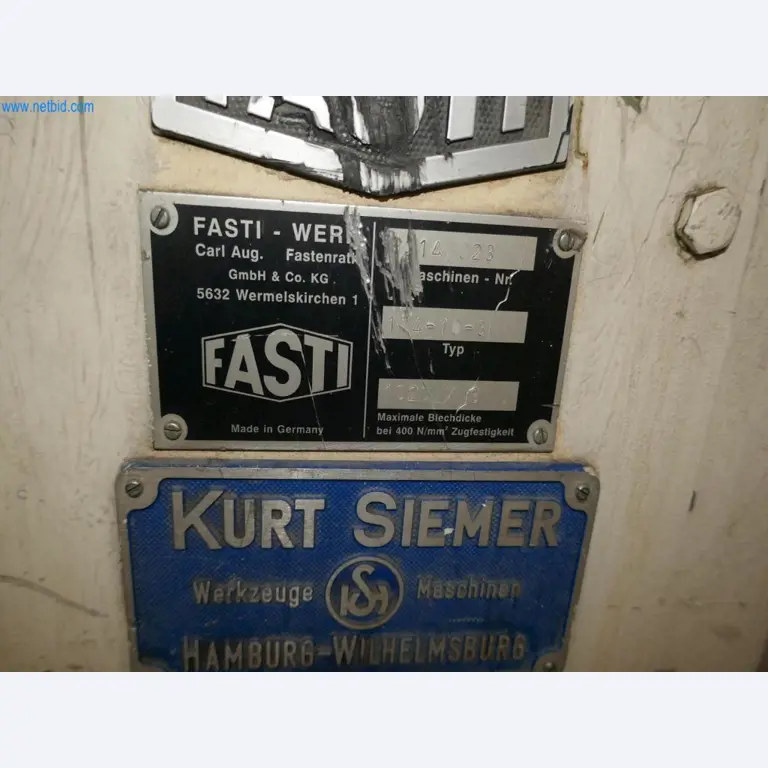 www.netbid.com
FASTI - WERK
Carl Aug. Fastenrath
GmbH & Co. KG
5632 Wermelskirchen 1
FASTI
Made in Germany
Maschinen - Nr.
Typ
Maximale Blechdicke
bei 400 N/mm² Zugfestigkeit
KURT SIEMER
Werkzeuge KSH Maschinen
HAMBURG-WILHELMSBURG